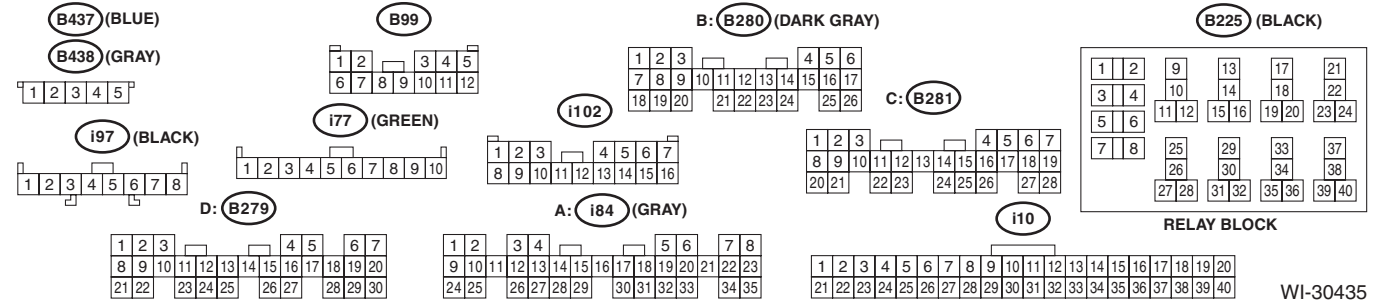 B437 (BLUE)
B438 (GRAY)
1 2 3 4 5
B99
1 2 3 4 5
6 7 8 9 10 11 12
B: B280 (DARK GRAY)
1 2 3 4 5 6
7 8 9 10 11 12 13 14 15 16 17
18 19 20 21 22 23 24 25 26
B225 (BLACK)
1 2 9 13 17 21
3 4 10 14 18 22
5 6 11 12 15 16 19 20 23 24
7 8 25 29 33 37
26 30 34 38
27 28 31 32 35 36 39 40
RELAY BLOCK
i97 (BLACK)
1 2 3 4 5 6 7 8
i77 (GREEN)
1 2 3 4 5 6 7 8 9 10
i102
1 2 3 4 5 6 7
8 9 10 11 12 13 14 15 16
C: B281
1 2 3 4 5 6 7
8 9 10 11 12 13 14 15 16 17 18 19
20 21 22 23 24 25 26 27 28
D: B279
1 2 3 4 5 6 7
8 9 10 11 12 13 14 15 16 17 18 19 20
21 22 23 24 25 26 27 28 29 30
A: i84 (GRAY)
1 2 3 4 5 6 7 8
9 10 11 12 13 14 15 16 17 18 19 20 21 22 23
24 25 26 27 28 29 30 31 32 33 34 35
i10
1 2 3 4 5 6 7 8 9 10 11 12 13 14 15 16 17 18 19 20
21 22 23 24 25 26 27 28 29 30 31 32 33 34 35 36 37 38 39 40
WI-30435